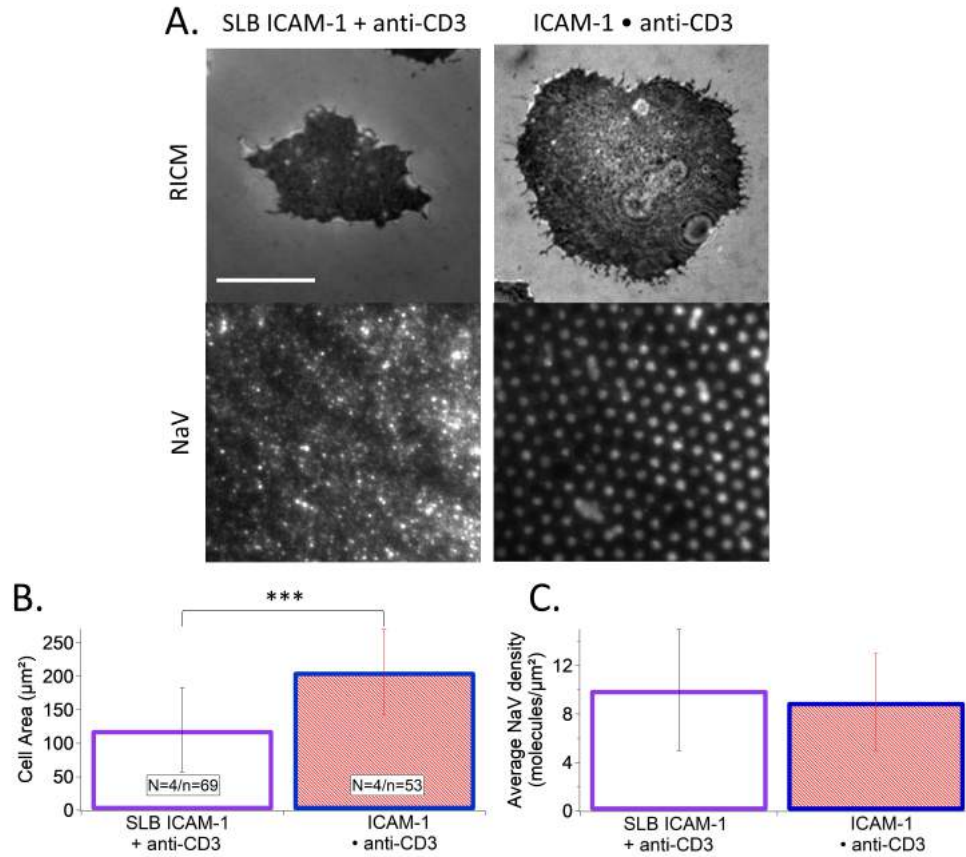 A.
SLB ICAM-1 + anti-CD3
ICAM-1 • anti-CD3
RICM
NaV
B.
***
Cell Area (µm²)
250
200
150
100
50
0
N=4/n=69
N=4/n=53
SLB ICAM-1
+ anti-CD3
ICAM-1
• anti-CD3
C.
Average NaV density
(molecules/µm²)
12
8
4
0
SLB ICAM-1
+ anti-CD3
ICAM-1
• anti-CD3